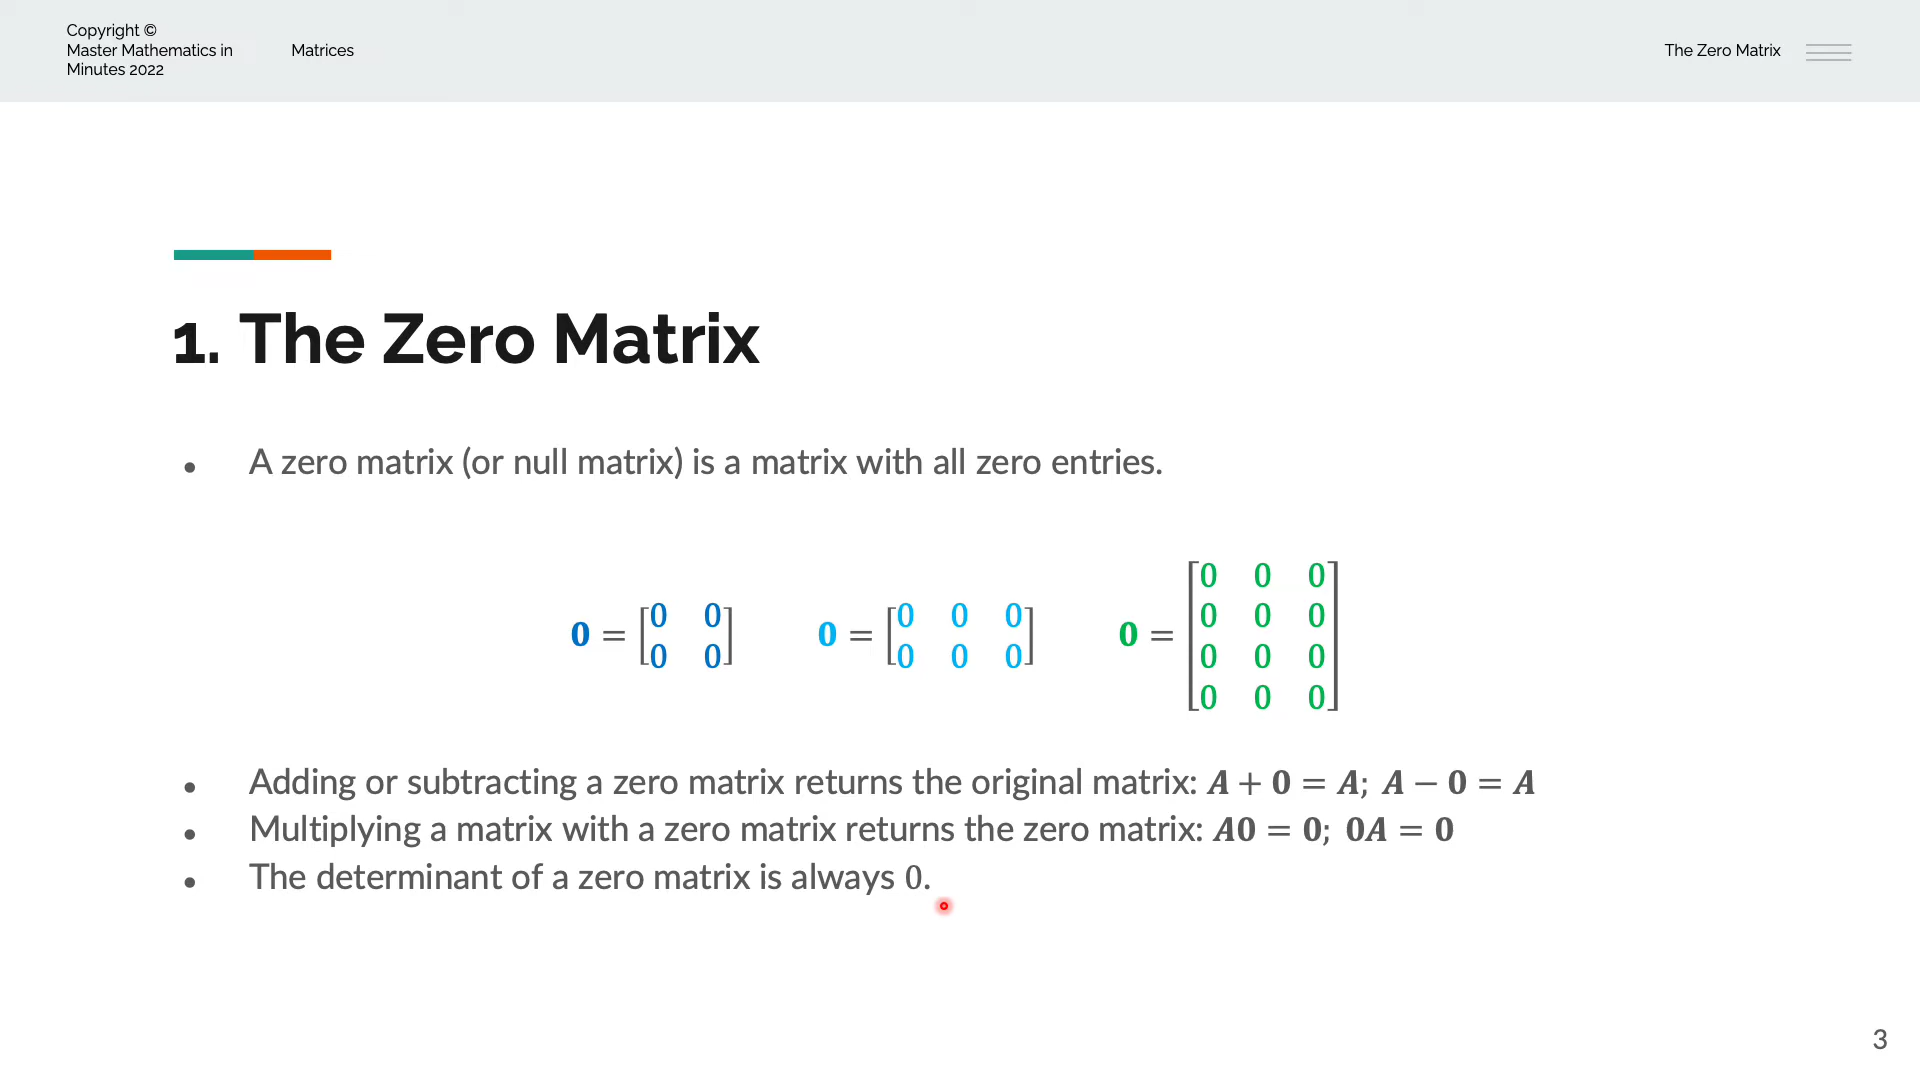 Copyright ©
Master Mathematics in
Minutes 2022
Matrices
The Zero Matrix
1. The Zero Matrix
● A zero matrix (or null matrix) is a matrix with all zero entries.
0 = [0 0
0 0]
0 = [0 0 0
0 0 0]
0 = [0 0 0
0 0 0
0 0 0
0 0 0]
● Adding or subtracting a zero matrix returns the original matrix: A + 0 = A; A − 0 = A
● Multiplying a matrix with a zero matrix returns the zero matrix: A0 = 0; 0A = 0
● The determinant of a zero matrix is always 0.
3